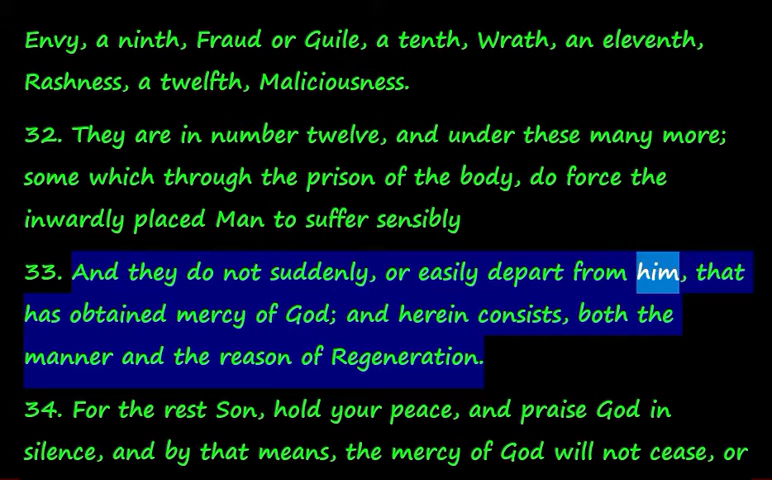 Envy, a ninth, Fraud or Guile, a tenth, Wrath, an eleventh,
Rashness, a twelfth, Maliciousness.
32. They are in number twelve, and under these many more;
some which through the prison of the body, do force the
inwardly placed Man to suffer sensibly
33. And they do not suddenly, or easily depart from him, that
has obtained mercy of God; and herein consists, both the
manner and the reason of Regeneration.
34. For the rest Son, hold your peace, and praise God in
silence, and by that means, the mercy of God will not cease, or